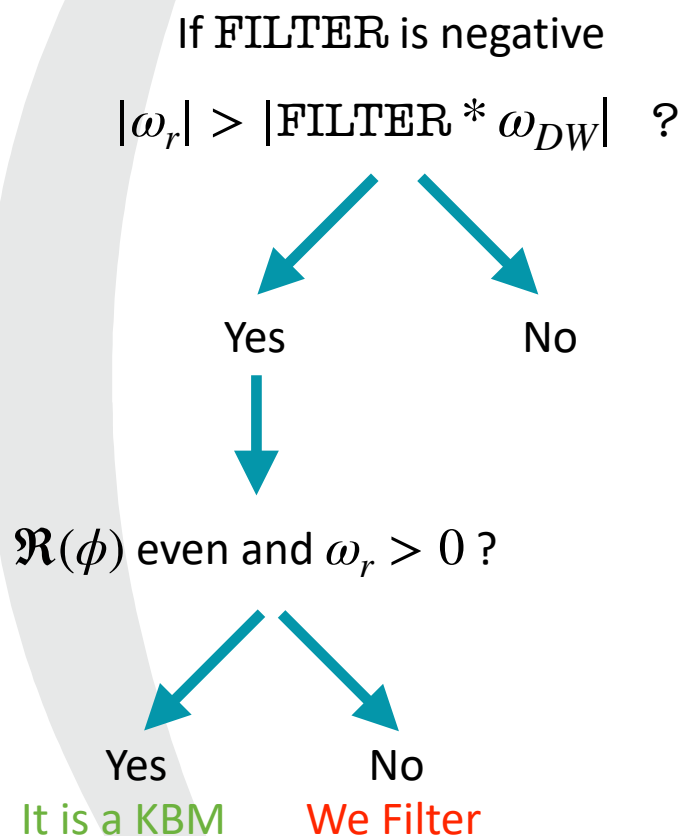 If FILTER is negative
|ω_r| > |FILTER * ω_DW| ?
Yes No
ℜ(ϕ) even and ω_r > 0 ?
Yes No
It is a KBM We Filter